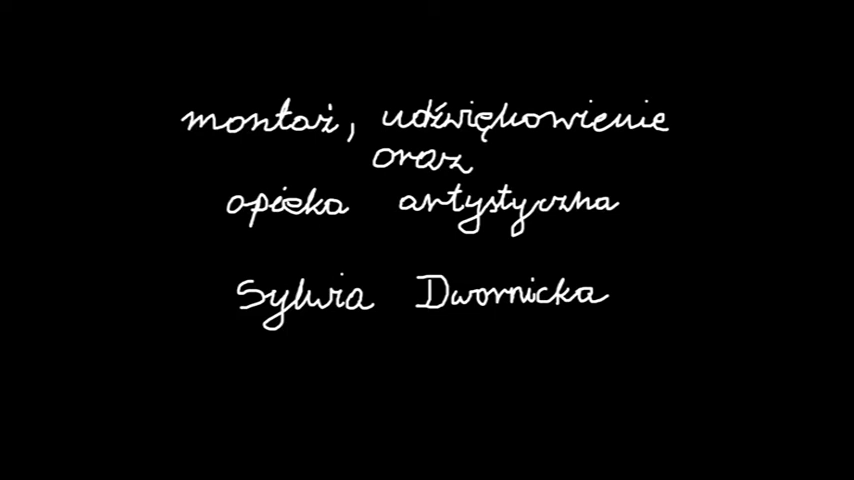 montaż, udźwiękowienie
oraz
opieka artystyczna
Sylwia Dwornicka